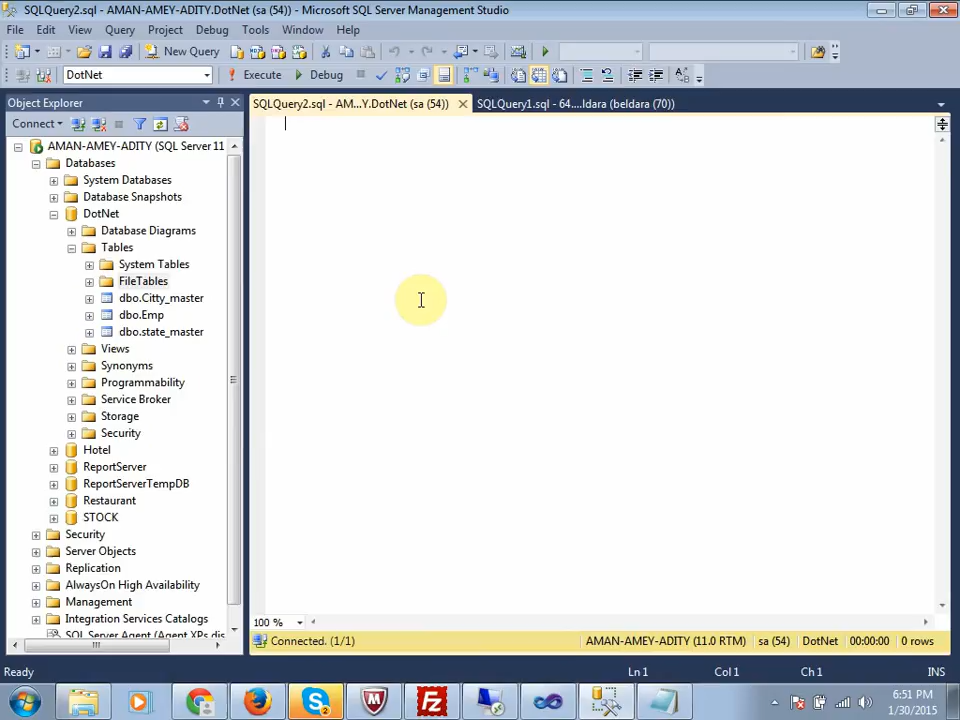 SQLQuery2.sql - AMAN-AMEY-ADITY.DotNet (sa (54)) - Microsoft SQL Server Management Studio
File Edit View Query Project Debug Tools Window Help
New Query
DotNet Execute Debug
Object Explorer
SQLQuery2.sql - AM...Y.DotNet (sa (54)) SQLQuery1.sql - 64....ldara (beldara (70))
Connect
AMAN-AMEY-ADITY (SQL Server 11
Databases
System Databases
Database Snapshots
DotNet
Database Diagrams
Tables
System Tables
FileTables
dbo.Citty_master
dbo.Emp
dbo.state_master
Views
Synonyms
Programmability
Service Broker
Storage
Security
Hotel
ReportServer
ReportServerTempDB
Restaurant
STOCK
Security
Server Objects
Replication
AlwaysOn High Availability
Management
Integration Services Catalogs
SQL Server Agent (Agent XPs dis
100 %
Connected. (1/1) AMAN-AMEY-ADITY (11.0 RTM) sa (54) DotNet 00:00:00 0 rows
Ready Ln 1 Col 1 Ch 1 INS
6:51 PM
1/30/2015